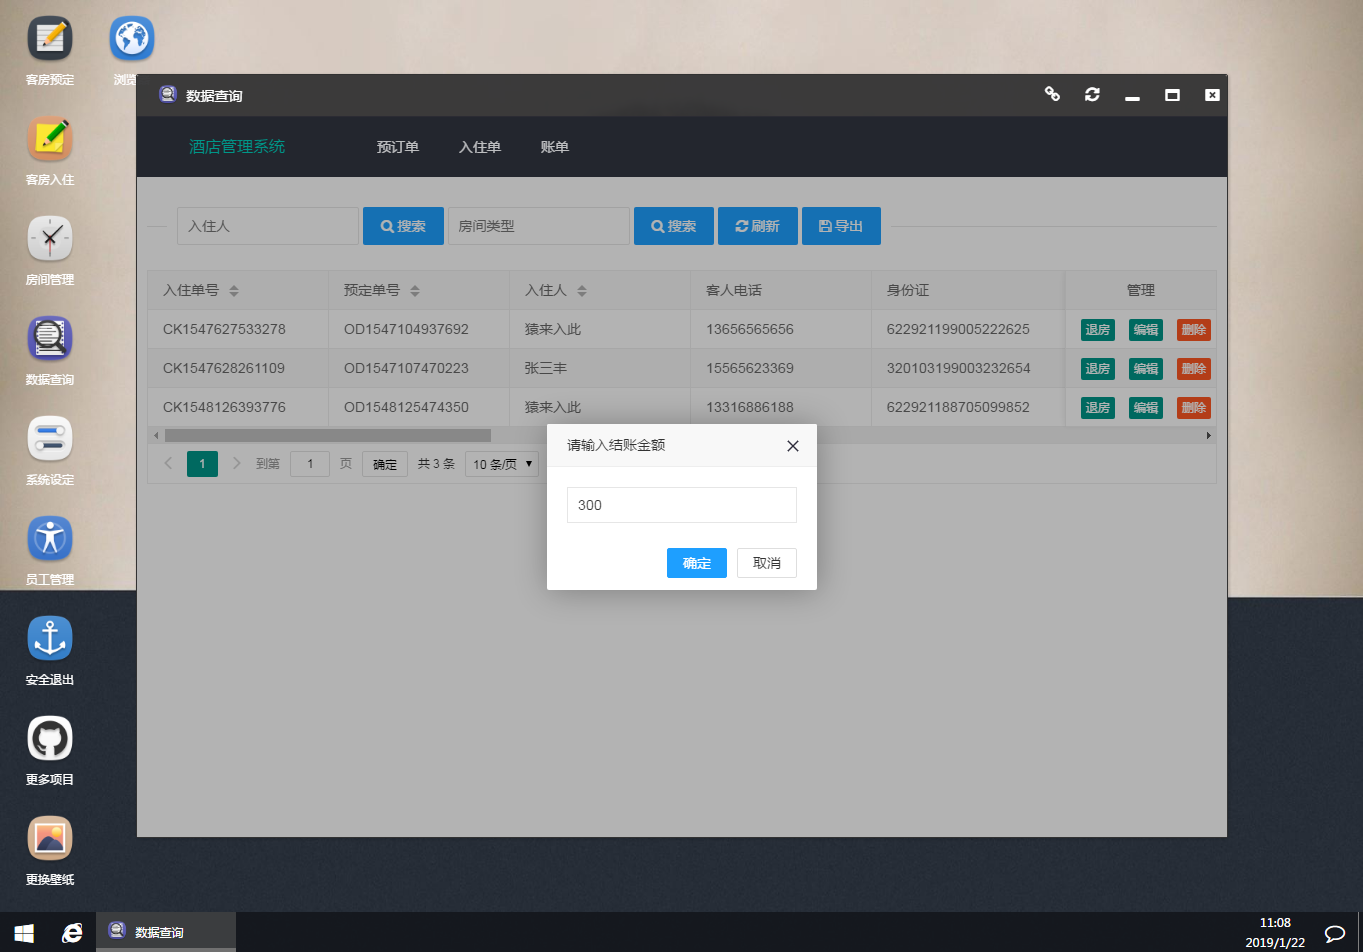 客房预定
客房入住
房间管理
数据查询
系统设定
员工管理
安全退出
更多项目
更换壁纸
浏览
数据查询
酒店管理系统 预订单 入住单 账单
入住人 搜索 房间类型 搜索 刷新 导出
入住单号 预定单号 入住人 客人电话 身份证 管理
CK1547627533278 OD1547104937692 猿来入此 13656565656 622921199005222625 退房 编辑 删除
CK1547628261109 OD1547107470223 张三丰 15565623369 320103199003232654 退房 编辑 删除
CK1548126393776 OD1548125474350 猿来入此 13316886188 622921188705099852 退房 编辑 删除
1 到第 1 页 确定 共 3 条 10 条/页
请输入结账金额
300
确定 取消
数据查询
11:08
2019/1/22